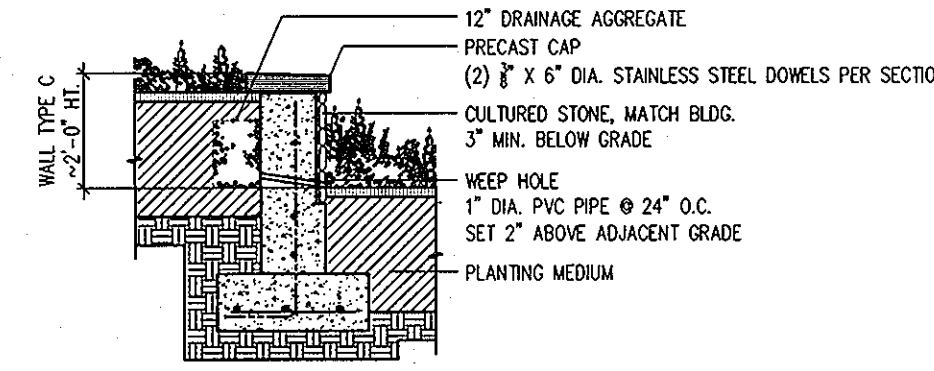 12" DRAINAGE AGGREGATE
PRECAST CAP
(2) ⅜" X 6" DIA. STAINLESS STEEL DOWELS PER SECTIO
CULTURED STONE, MATCH BLDG.
3" MIN. BELOW GRADE
WEEP HOLE
1" DIA. PVC PIPE @ 24" O.C.
SET 2" ABOVE ADJACENT GRADE
PLANTING MEDIUM
WALL TYPE C
~2'-0" HT.